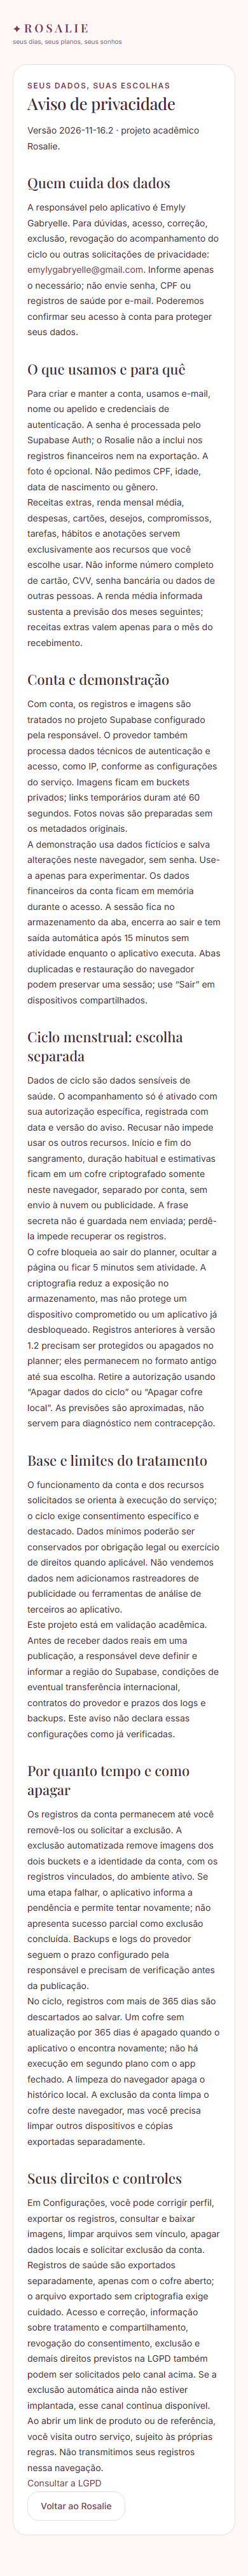 ✦ ROSALIE
seus dias, seus planos, seus sonhos
SEUS DADOS, SUAS ESCOLHAS
Aviso de privacidade
Versão 2026-11-16.2 · projeto acadêmico
Rosalie.
Quem cuida dos dados
A responsável pelo aplicativo é Emyly
Gabryelle. Para dúvidas, acesso, correção,
exclusão, revogação do acompanhamento do
ciclo ou outras solicitações de privacidade:
emylygabryelle@gmail.com. Informe apenas
o necessário; não envie senha, CPF ou
registros de saúde por e-mail. Poderemos
confirmar seu acesso à conta para proteger
seus dados.
O que usamos e para quê
Para criar e manter a conta, usamos e-mail,
nome ou apelido e credenciais de
autenticação. A senha é processada pelo
Supabase Auth; o Rosalie não a inclui nos
registros financeiros nem na exportação. A
foto é opcional. Não pedimos CPF, idade,
data de nascimento ou gênero.
Receitas extras, renda mensal média,
despesas, cartões, desejos, compromissos,
tarefas, hábitos e anotações servem
exclusivamente aos recursos que você
escolhe usar. Não informe número completo
de cartão, CVV, senha bancária ou dados de
outras pessoas. A renda média informada
sustenta a previsão dos meses seguintes;
receitas extras valem apenas para o mês do
recebimento.
Conta e demonstração
Com conta, os registros e imagens são
tratados no projeto Supabase configurado
pela responsável. O provedor também
processa dados técnicos de autenticação e
acesso, como IP, conforme as configurações
do serviço. Imagens ficam em buckets
privados; links temporários duram até 60
segundos. Fotos novas são preparadas sem
os metadados originais.
A demonstração usa dados fictícios e salva
alterações neste navegador, sem senha. Use-
a apenas para experimentar. Os dados
financeiros da conta ficam em memória
durante o acesso. A sessão fica no
armazenamento da aba, encerra ao sair e tem
saída automática após 15 minutos sem
atividade enquanto o aplicativo executa. Abas
duplicadas e restauração do navegador
podem preservar uma sessão; use “Sair” em
dispositivos compartilhados.
Ciclo menstrual: escolha
separada
Dados de ciclo são dados sensíveis de
saúde. O acompanhamento só é ativado com
sua autorização específica, registrada com
data e versão do aviso. Recusar não impede
usar os outros recursos. Início e fim do
sangramento, duração habitual e estimativas
ficam em um cofre criptografado somente
neste navegador, separado por conta, sem
envio à nuvem ou publicidade. A frase
secreta não é guardada nem enviada; perdê-
la impede recuperar os registros.
O cofre bloqueia ao sair do planner, ocultar a
página ou ficar 5 minutos sem atividade. A
criptografia reduz a exposição no
armazenamento, mas não protege um
dispositivo comprometido ou um aplicativo já
desbloqueado. Registros anteriores à versão
1.2 precisam ser protegidos ou apagados no
planner; eles permanecem no formato antigo
até sua escolha. Retire a autorização usando
“Apagar dados do ciclo” ou “Apagar cofre
local”. As previsões são aproximadas, não
servem para diagnóstico nem contracepção.
Base e limites do tratamento
O funcionamento da conta e dos recursos
solicitados se orienta à execução do serviço;
o ciclo exige consentimento específico e
destacado. Dados mínimos poderão ser
conservados por obrigação legal ou exercício
de direitos quando aplicável. Não vendemos
dados nem adicionamos rastreadores de
publicidade ou ferramentas de análise de
terceiros ao aplicativo.
Este projeto está em validação acadêmica.
Antes de receber dados reais em uma
publicação, a responsável deve definir e
informar a região do Supabase, condições de
eventual transferência internacional,
contratos do provedor e prazos dos logs e
backups. Este aviso não declara essas
configurações como já verificadas.
Por quanto tempo e como
apagar
Os registros da conta permanecem até você
removê-los ou solicitar a exclusão. A
exclusão automatizada remove imagens dos
dois buckets e a identidade da conta, com os
registros vinculados, do ambiente ativo. Se
uma etapa falhar, o aplicativo informa a
pendência e permite tentar novamente; não
apresenta sucesso parcial como exclusão
concluída. Backups e logs do provedor
seguem o prazo configurado pela
responsável e precisam de verificação antes
da publicação.
No ciclo, registros com mais de 365 dias são
descartados ao salvar. Um cofre sem
atualização por 365 dias é apagado quando o
aplicativo o encontra novamente; não há
execução em segundo plano com o app
fechado. A limpeza do navegador apaga o
histórico local. A exclusão da conta limpa o
cofre deste navegador, mas você precisa
limpar outros dispositivos e cópias
exportadas separadamente.
Seus direitos e controles
Em Configurações, você pode corrigir perfil,
exportar os registros, consultar e baixar
imagens, limpar arquivos sem vínculo, apagar
dados locais e solicitar exclusão da conta.
Registros de saúde são exportados
separadamente, apenas com o cofre aberto;
o arquivo exportado sem criptografia exige
cuidado. Acesso e correção, informação
sobre tratamento e compartilhamento,
revogação do consentimento, exclusão e
demais direitos previstos na LGPD também
podem ser solicitados pelo canal acima. Se a
exclusão automática ainda não estiver
implantada, esse canal continua disponível.
Ao abrir um link de produto ou de referência,
você visita outro serviço, sujeito às próprias
regras. Não transmitimos seus registros
nessa navegação.
Consultar a LGPD
Voltar ao Rosalie